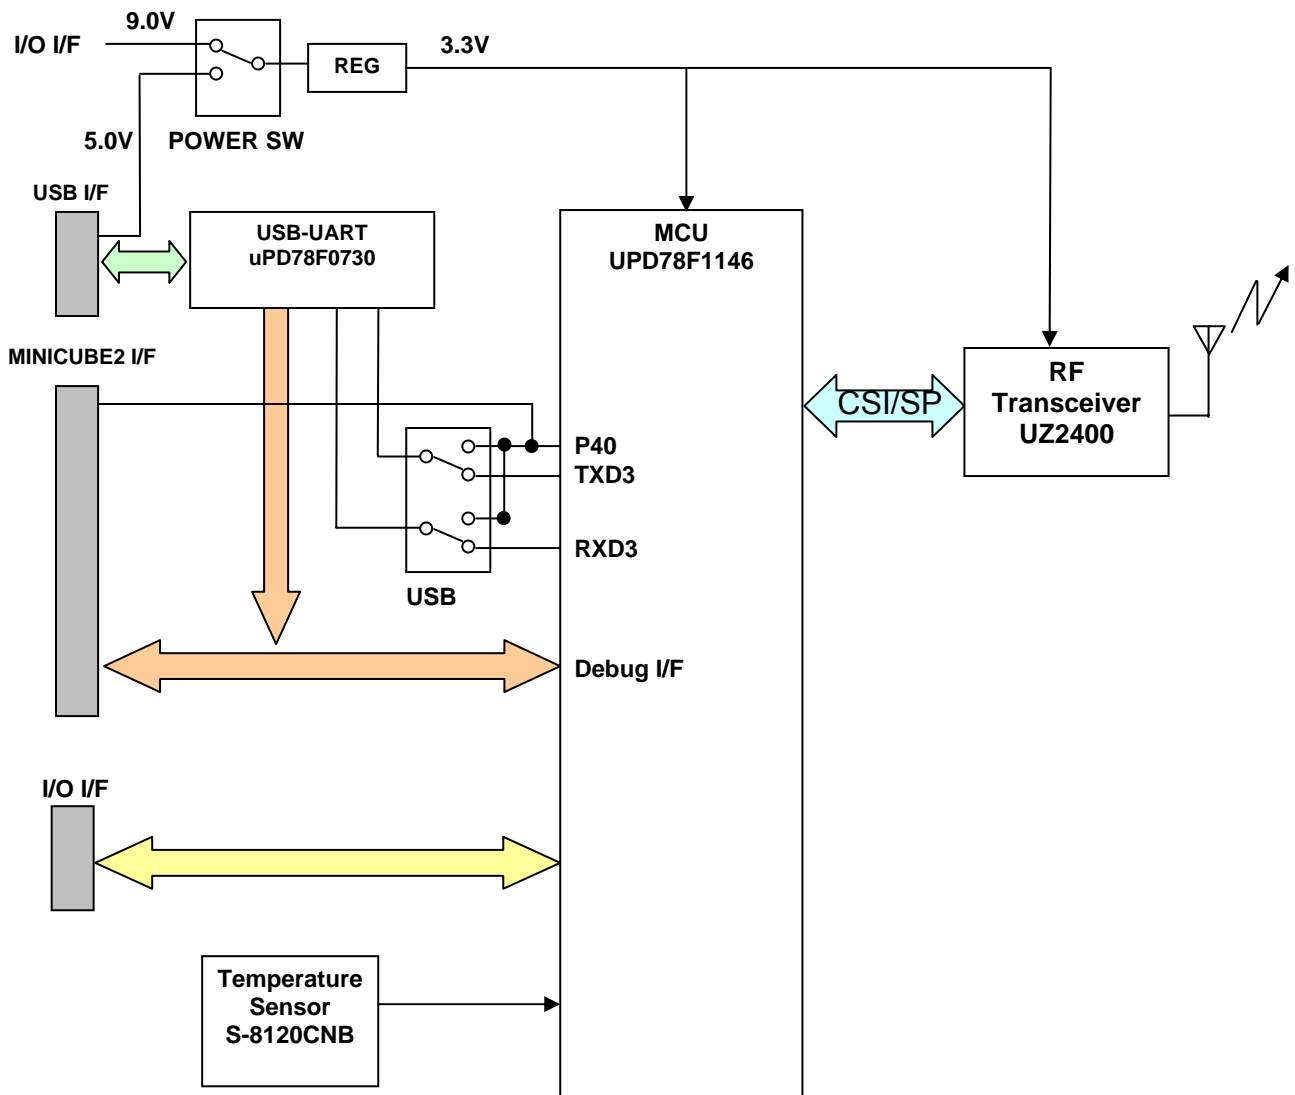 9.0V
I/O I/F
REG
3.3V
5.0V
POWER SW
USB I/F
USB-UART
uPD78F0730
MCU
UPD78F1146
MINICUBE2 I/F
RF
Transceiver
UZ2400
CSI/SP
P40
TXD3
RXD3
USB
Debug I/F
I/O I/F
Temperature
Sensor
S-8120CNB